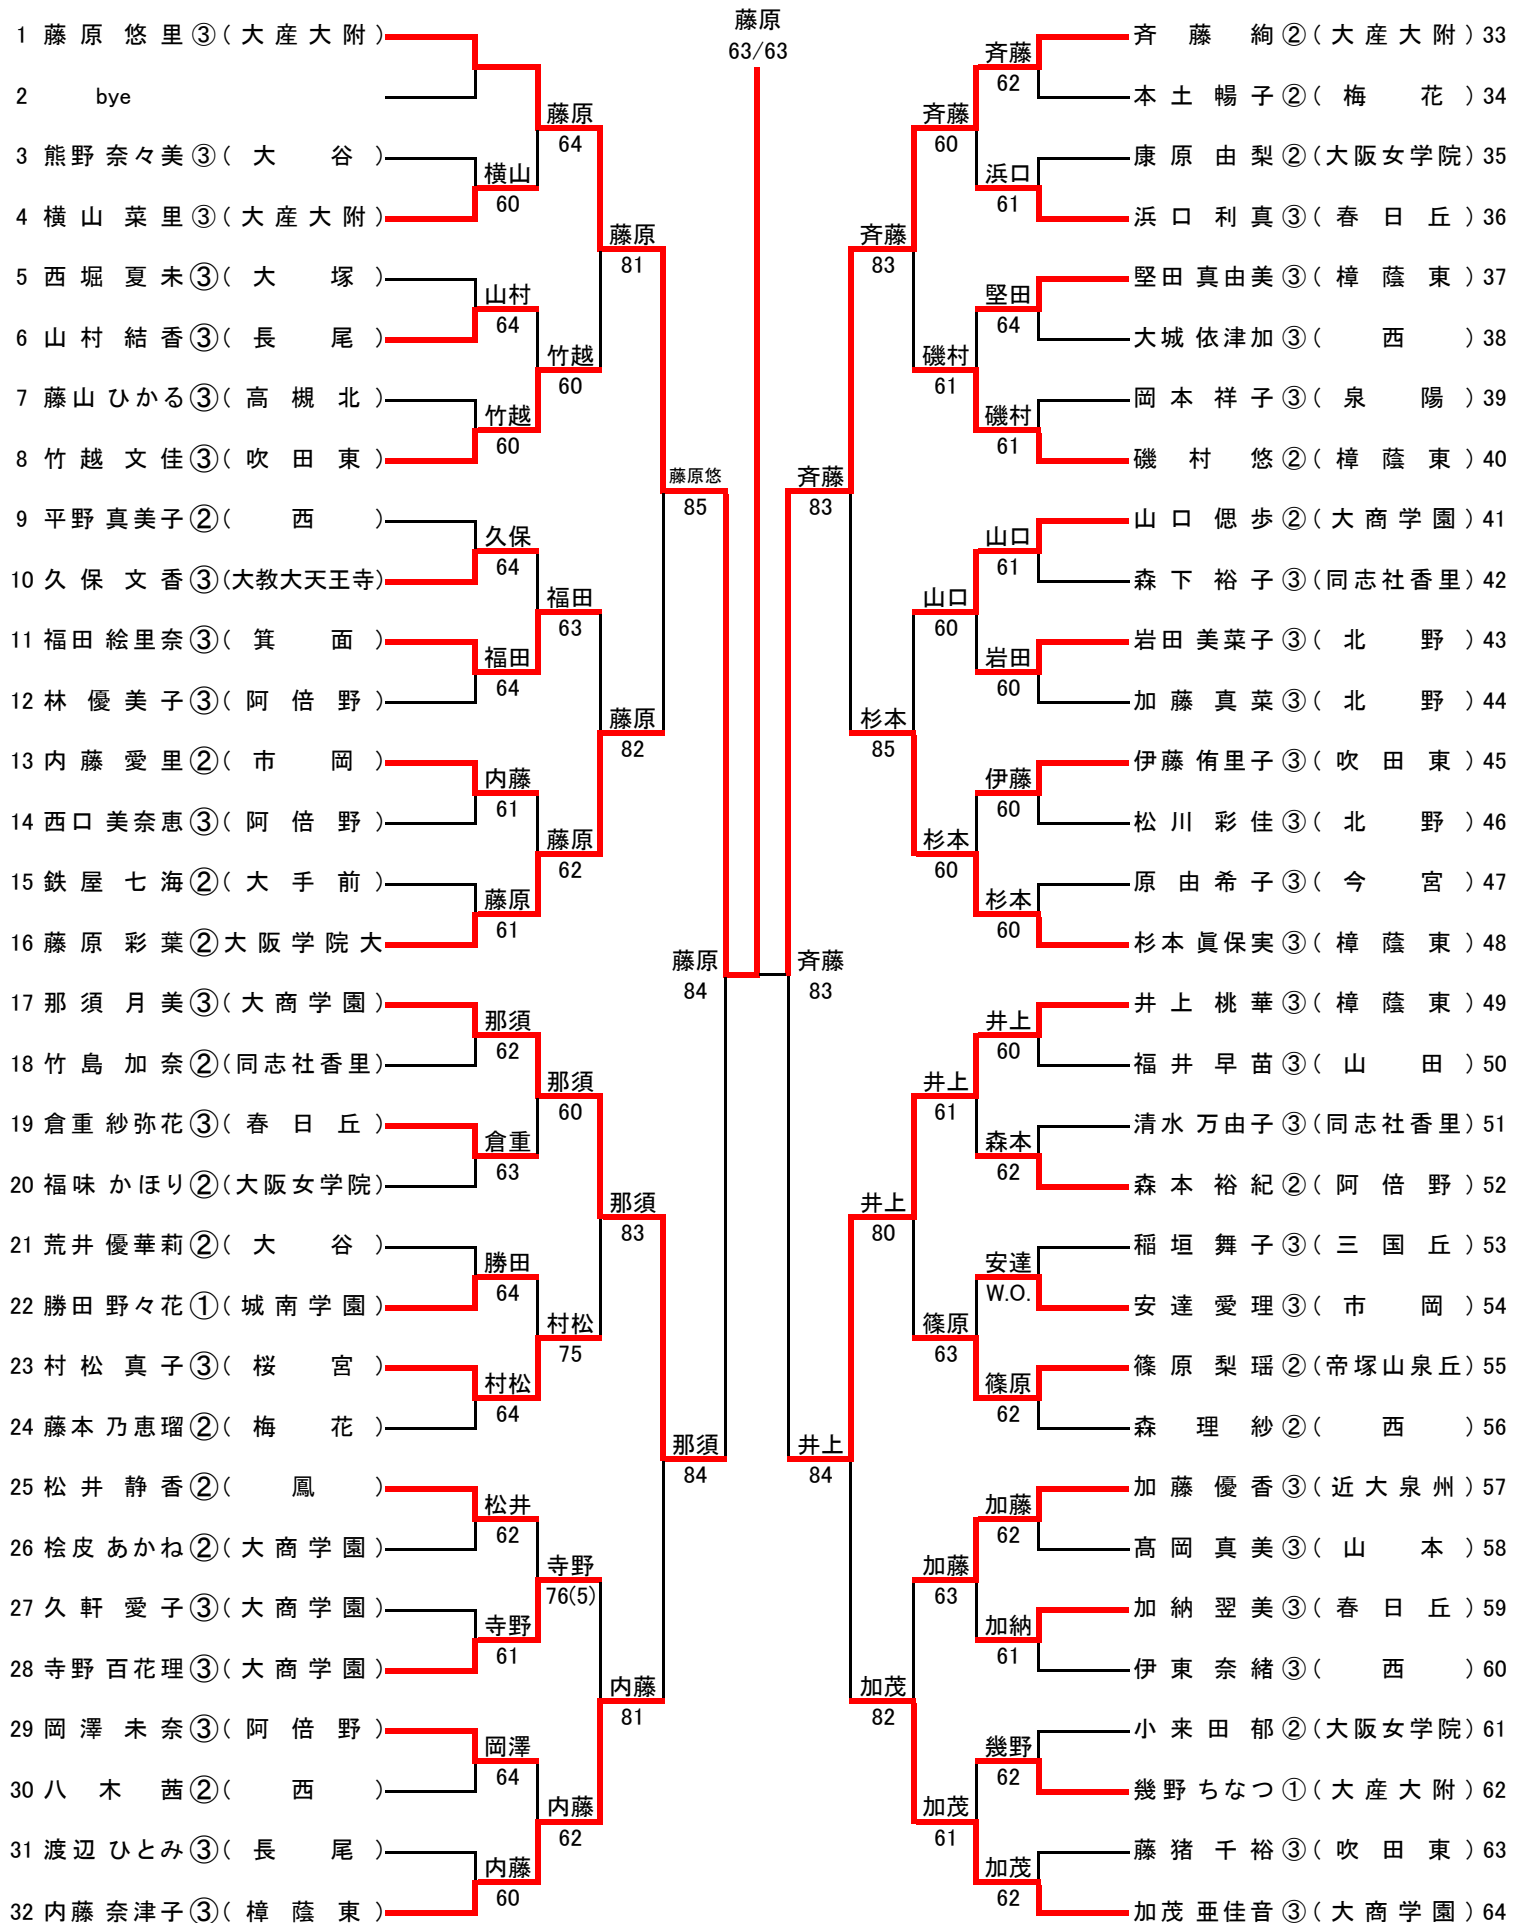 藤原
63/63
1 藤原 悠里③(大産大附)
2 bye
3 熊野 奈々美③(大谷)
4 横山 菜里③(大産大附)
5 西堀 夏未③(大塚)
6 山村 結香③(長尾)
7 藤山 ひかる③(高槻北)
8 竹越 文佳③(吹田東)
9 平野 真美子②(西)
10 久保 文香③(大教大天王寺)
11 福田 絵里奈③(箕面)
12 林 優美子③(阿倍野)
13 内藤 愛里②(市岡)
14 西口 美奈恵③(阿倍野)
15 鉄屋 七海②(大手前)
16 藤原 彩葉②大阪学院大
17 那須 月美③(大商学園)
18 竹島 加奈②(同志社香里)
19 倉重 紗弥花③(春日丘)
20 福味 かほり②(大阪女学院)
21 荒井 優華莉②(大谷)
22 勝田 野々花①(城南学園)
23 村松 真子③(桜宮)
24 藤本 乃恵瑠②(梅花)
25 松井 静香②(鳳)
26 桧皮 あかね②(大商学園)
27 久軒 愛子③(大商学園)
28 寺野 百花理③(大商学園)
29 岡澤 未奈③(阿倍野)
30 八木 茜②(西)
31 渡辺 ひとみ③(長尾)
32 内藤 奈津子③(樟蔭東)
横山
60
山村
64
竹越
60
久保
64
福田
64
内藤
61
藤原
61
那須
62
倉重
63
勝田
64
村松
64
松井
62
寺野
61
岡澤
64
内藤
60
藤原
64
竹越
60
福田
63
藤原
62
那須
60
村松
75
寺野
76(5)
内藤
62
藤原
81
藤原
82
那須
83
内藤
81
藤原悠
85
那須
84
藤原
84
斉藤
83
斉藤
83
井上
84
斉藤
83
杉本
85
井上
80
加茂
82
斉藤
60
磯村
61
山口
60
杉本
60
井上
61
篠原
63
加藤
63
加茂
61
斉藤
62
浜口
61
堅田
64
磯村
61
山口
61
岩田
60
伊藤
60
杉本
60
井上
60
森本
62
安達
W.O.
篠原
62
加藤
62
加納
61
幾野
62
加茂
62
斉藤 絢②(大産大附)33
本土 暢子②(梅花)34
康原 由梨②(大阪女学院)35
浜口 利真③(春日丘)36
堅田 真由美③(樟蔭東)37
大城 依津加③(西)38
岡本 祥子③(泉陽)39
磯村 悠②(樟蔭東)40
山口 偲歩②(大商学園)41
森下 裕子③(同志社香里)42
岩田 美菜子③(北野)43
加藤 真菜③(北野)44
伊藤 侑里子③(吹田東)45
松川 彩佳③(北野)46
原 由希子③(今宮)47
杉本 眞保実③(樟蔭東)48
井上 桃華③(樟蔭東)49
福井 早苗③(山田)50
清水 万由子③(同志社香里)51
森本 裕紀②(阿倍野)52
稲垣 舞子③(三国丘)53
安達 愛理③(市岡)54
篠原 梨瑶②(帝塚山泉丘)55
森 理紗②(西)56
加藤 優香③(近大泉州)57
髙岡 真美③(山本)58
加納 翌美③(春日丘)59
伊東 奈緒③(西)60
小来田 郁②(大阪女学院)61
幾野 ちなつ①(大産大附)62
藤猪 千裕③(吹田東)63
加茂 亜佳音③(大商学園)64